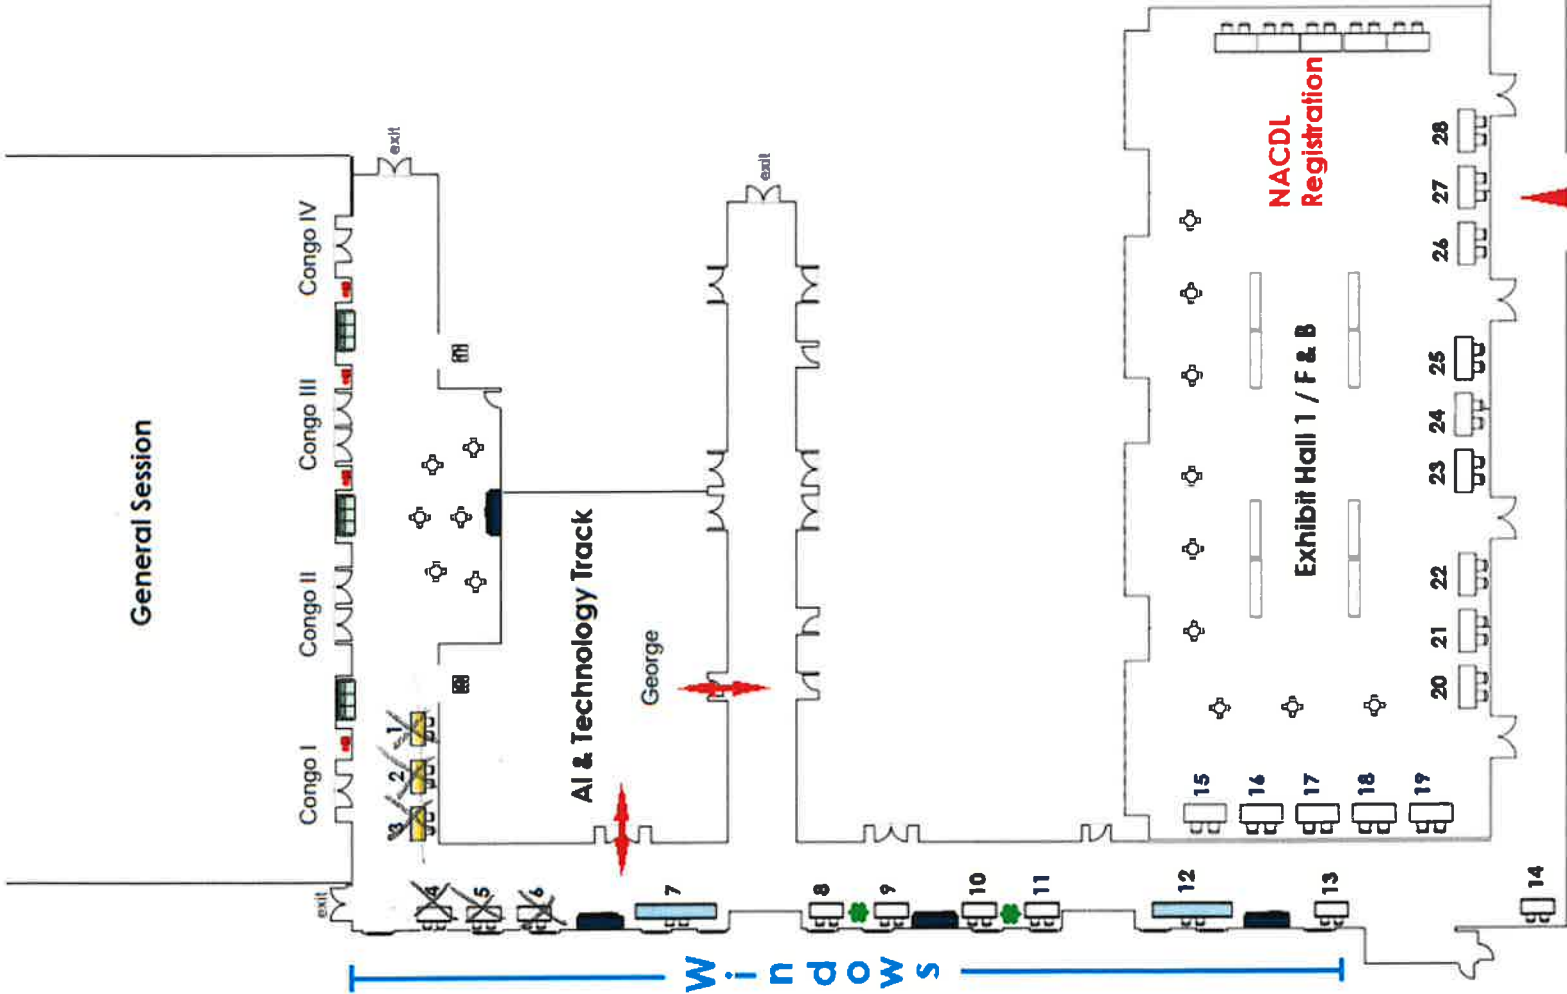 General Session
Congo I
Congo II
Congo III
Congo IV
exit
exit
exit
1
2
3
4
5
6
7
8
9
10
11
12
13
14
AI & Technology Track
George
Windows
NACDL
Registration
Exhibit Hall 1 / F & B
15
16
17
18
19
20
21
22
23
24
25
26
27
28